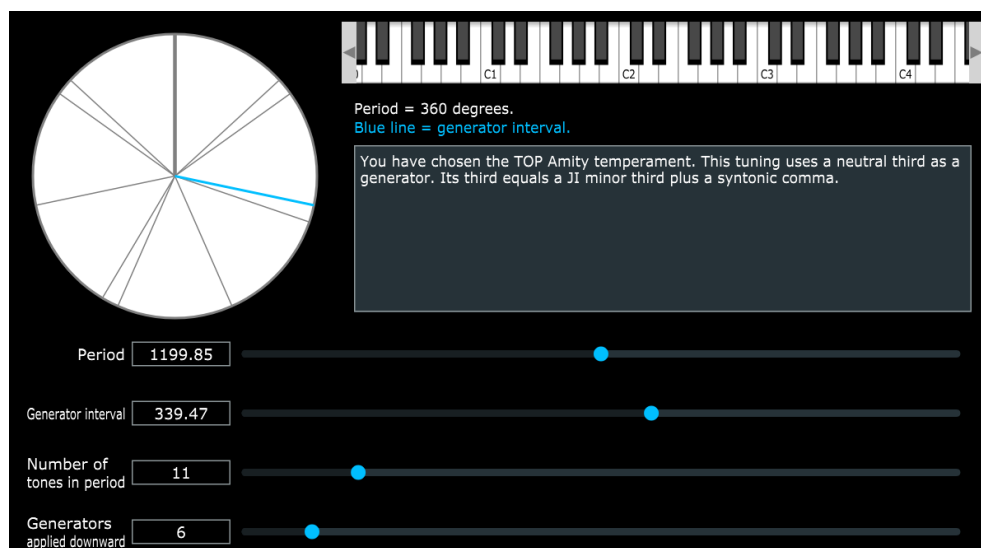 C1 C2 C3 C4
Period = 360 degrees.
Blue line = generator interval.
You have chosen the TOP Amity temperament. This tuning uses a neutral third as a
generator. Its third equals a JI minor third plus a syntonic comma.
Period 1199.85
Generator interval 339.47
Number of
tones in period 11
Generators
applied downward 6